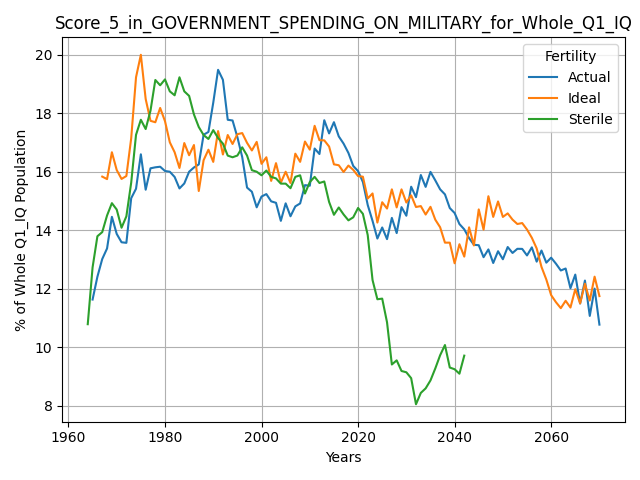 Score_5_in_GOVERNMENT_SPENDING_ON_MILITARY_for_Whole_Q1_IQ
Fertility
Actual
Ideal
Sterile
% of Whole Q1_IQ Population
20
18
16
14
12
10
8
1960 1980 2000 2020 2040 2060
Years